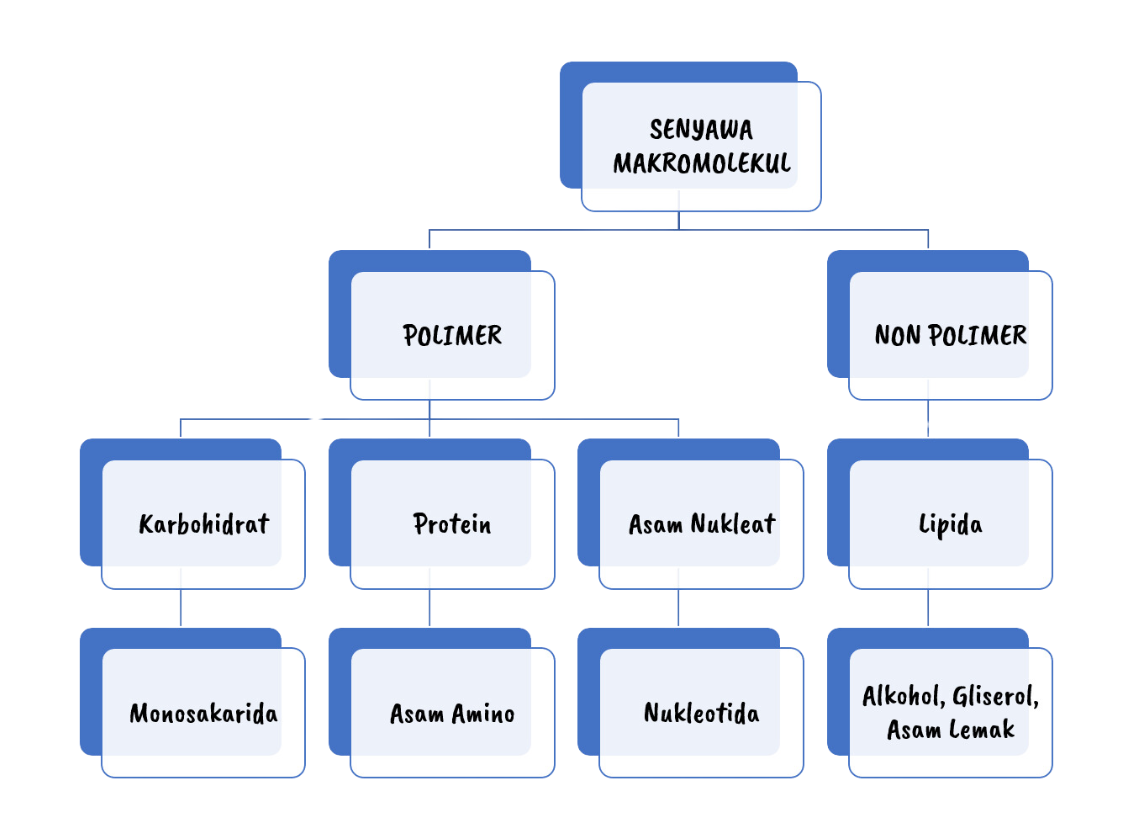 SENYAWA
MAKROMOLEKUL
POLIMER
NON POLIMER
Karbohidrat
Protein
Asam Nukleat
Lipida
Monosakarida
Asam Amino
Nukleotida
Alkohol, Gliserol,
Asam Lemak